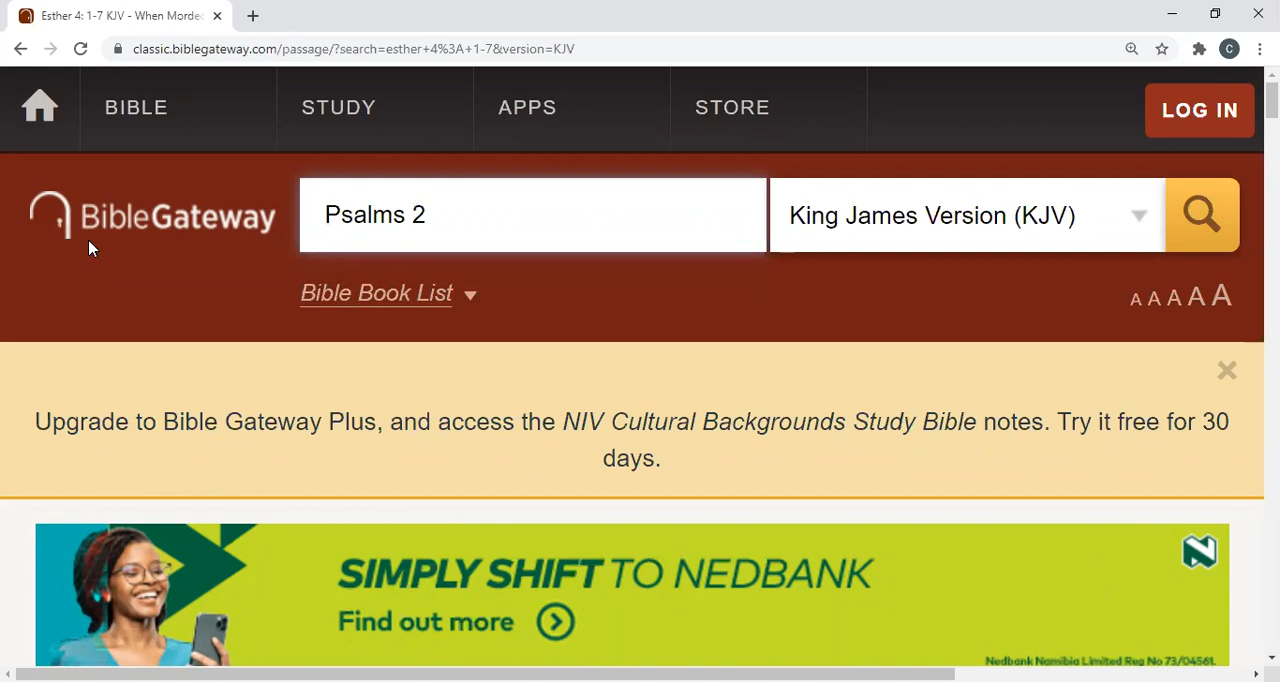 Esther 4: 1-7 KJV - When Mordec
classic.biblegateway.com/passage/?search=esther+4%3A+1-7&version=KJV
C
BIBLE STUDY APPS STORE LOG IN
BibleGateway Psalms 2 King James Version (KJV)
Bible Book List A A A A A
Upgrade to Bible Gateway Plus, and access the NIV Cultural Backgrounds Study Bible notes. Try it free for 30
days.
SIMPLY SHIFT TO NEDBANK
Find out more
N
Nedbank Namibia Limited Reg No 73/04561.